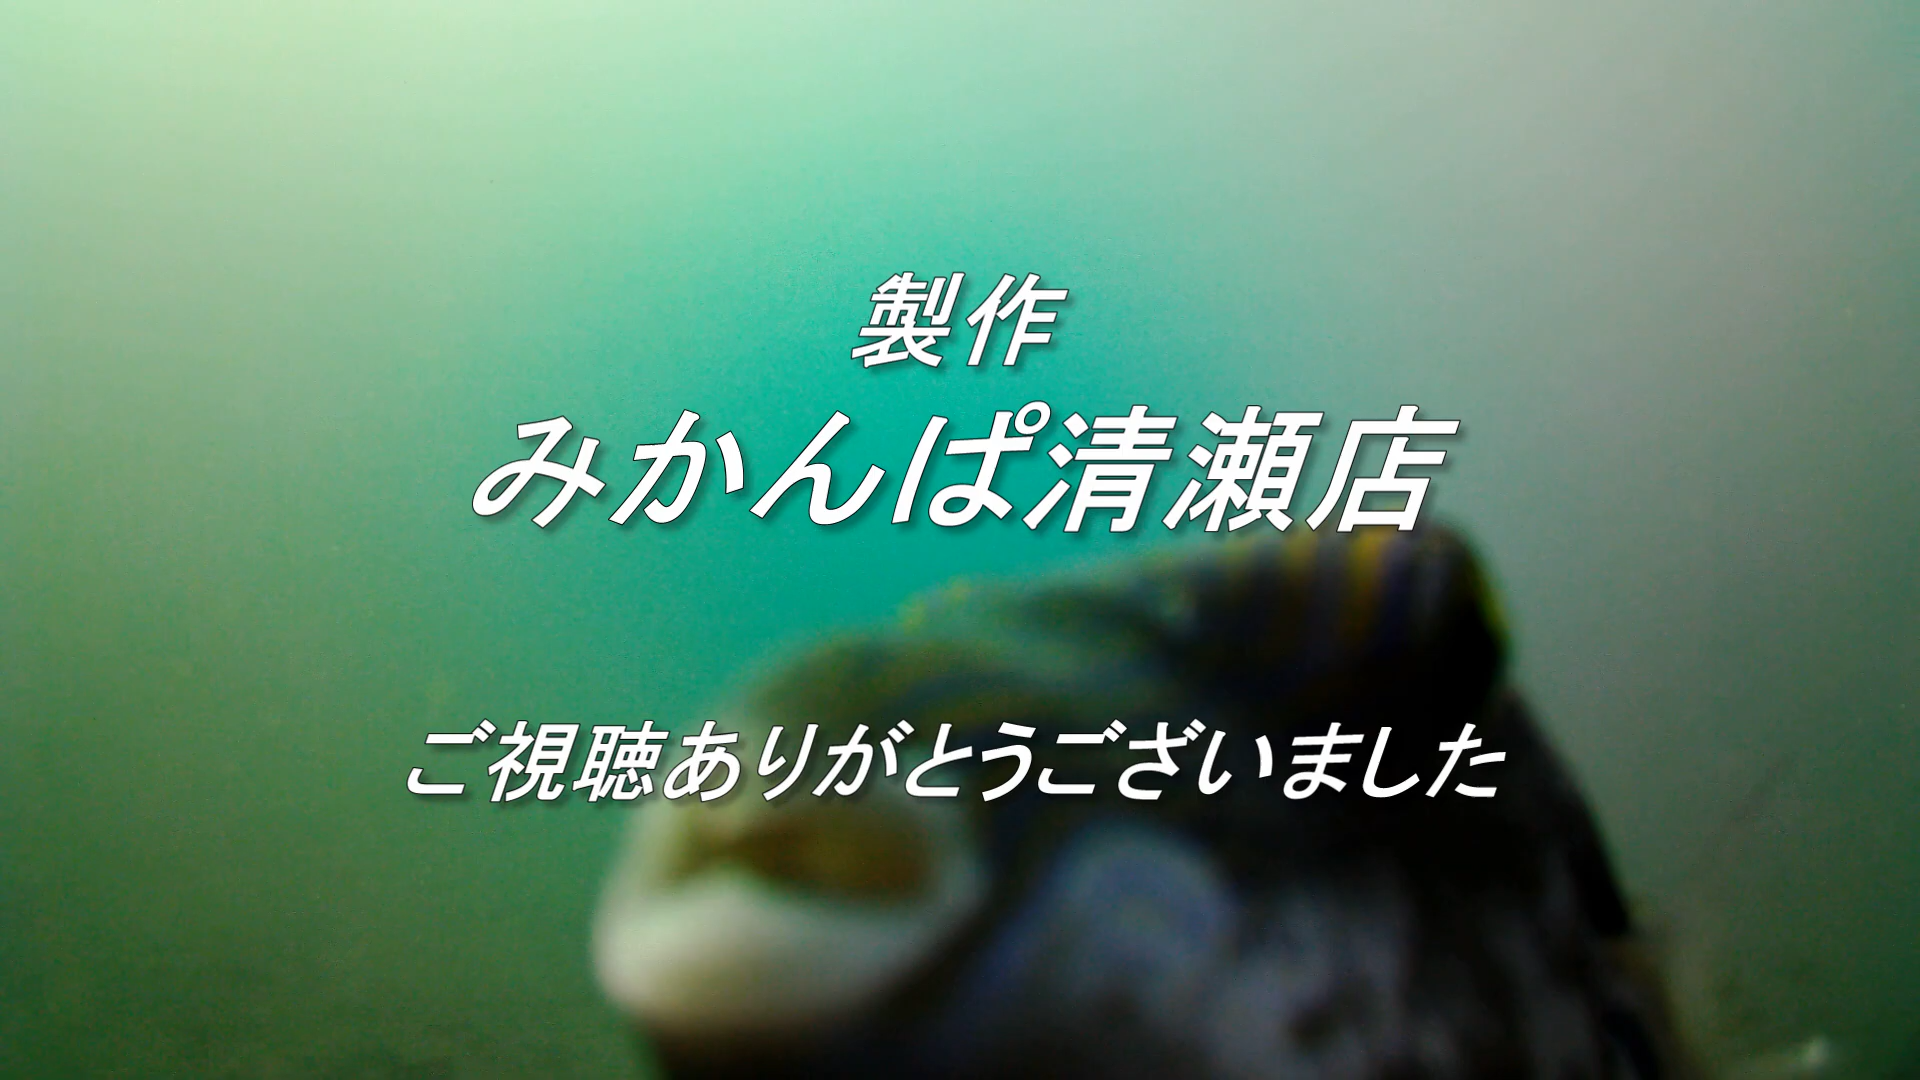 製作
みかんぱ清瀬店
ご視聴ありがとうございました